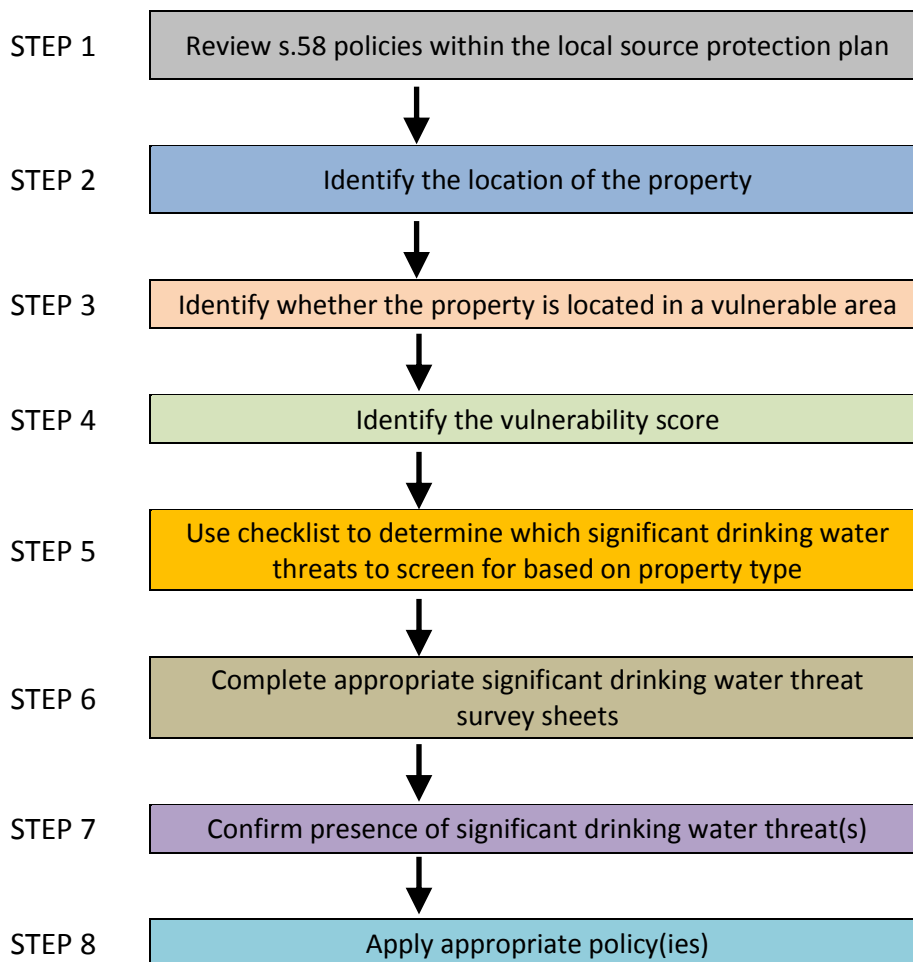 STEP 1
Review s.58 policies within the local source protection plan
STEP 2
Identify the location of the property
STEP 3
Identify whether the property is located in a vulnerable area
STEP 4
Identify the vulnerability score
STEP 5
Use checklist to determine which significant drinking water
threats to screen for based on property type
STEP 6
Complete appropriate significant drinking water threat
survey sheets
STEP 7
Confirm presence of significant drinking water threat(s)
STEP 8
Apply appropriate policy(ies)